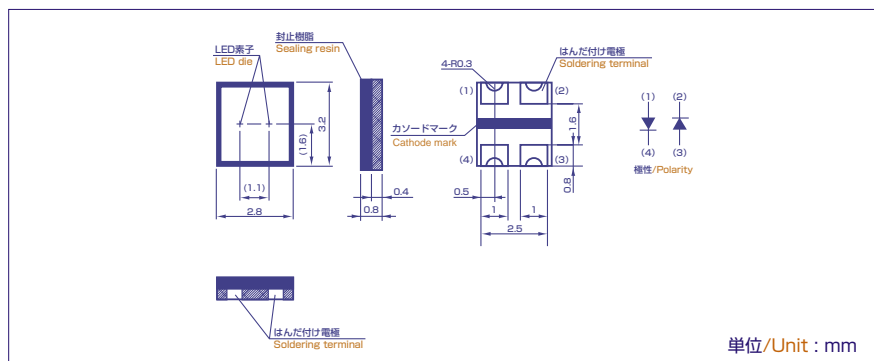 LED素子
LED die
封止樹脂
Sealing resin
4-R0.3
はんだ付け電極
Soldering terminal
(1)
(2)
カソードマーク
Cathode mark
(4)
(3)
3.2
(1.6)
(1.1)
2.8
0.4
0.8
0.5
1
1
2.5
1.6
0.8
(1)
(2)
(4)
(3)
極性/Polarity
はんだ付け電極
Soldering terminal
単位/Unit : mm